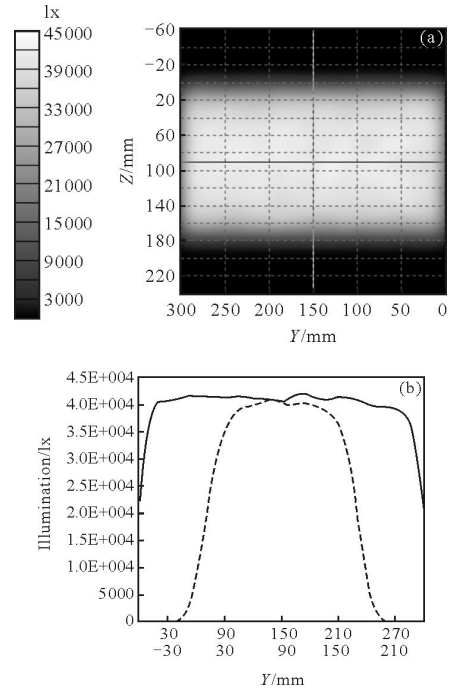 lx
45000
39000
33000
27000
21000
15000
9000
3000
(a)
Z/mm
−60
−20
20
60
100
140
180
220
300 250 200 150 100 50 0
Y/mm
(b)
Illumination/lx
4.5E+004
4.0E+004
3.5E+004
3.0E+004
2.5E+004
2.0E+004
1.5E+004
1.0E+004
5000
0
30 90 150 210 270
−30 30 90 150 210
Y/mm